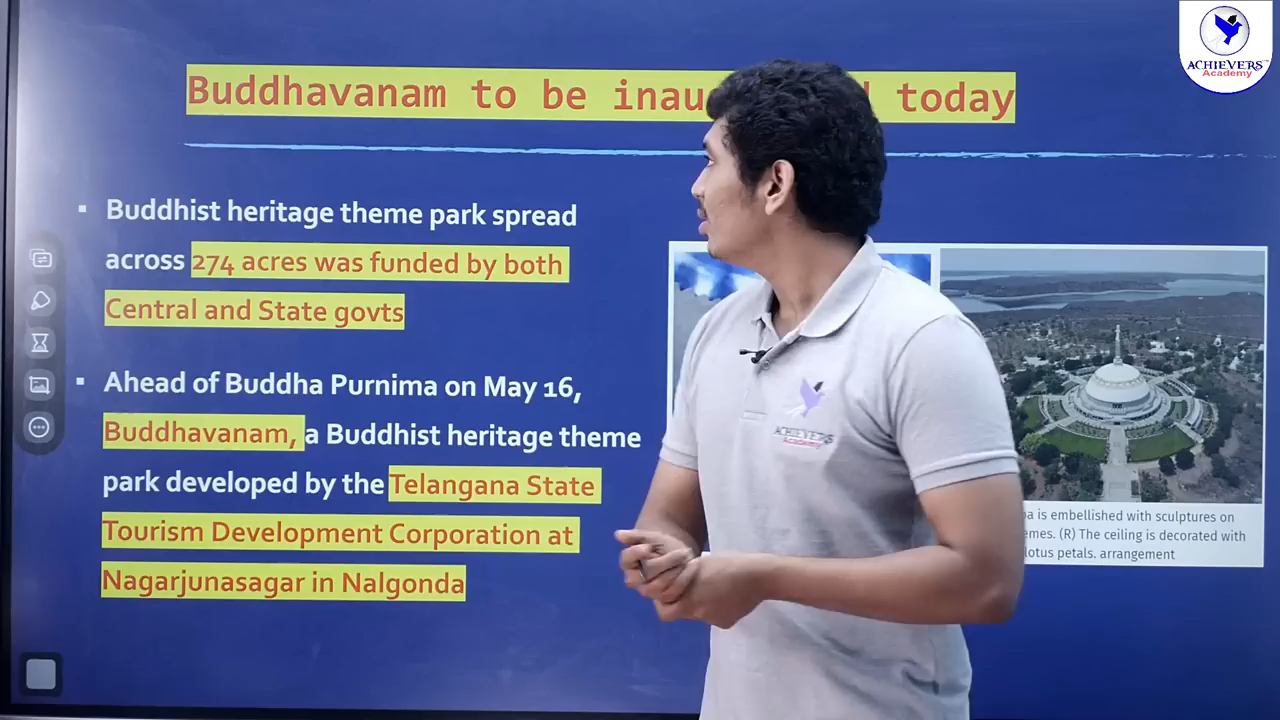 ACHIEVERS
Academy
Buddhavanam to be today
▪ Buddhist heritage theme park spread
across 274 acres was funded by both
Central and State govts
▪ Ahead of Buddha Purnima on May 16,
Buddhavanam, a Buddhist heritage theme
park developed by the Telangana State
Tourism Development Corporation at
Nagarjunasagar in Nalgonda
ACHIEVERS
Academy
is embellished with sculptures on
(R) The ceiling is decorated with
lotus petals. arrangement